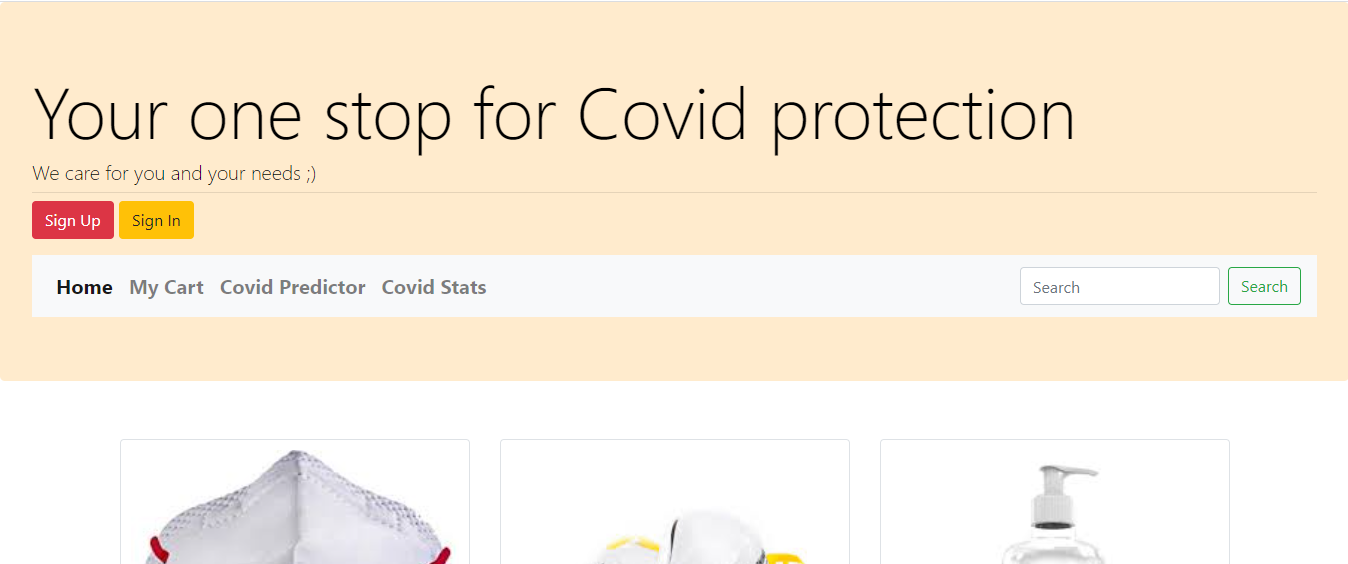 Your one stop for Covid protection
We care for you and your needs ;)
Sign Up Sign In
Home My Cart Covid Predictor Covid Stats Search Search